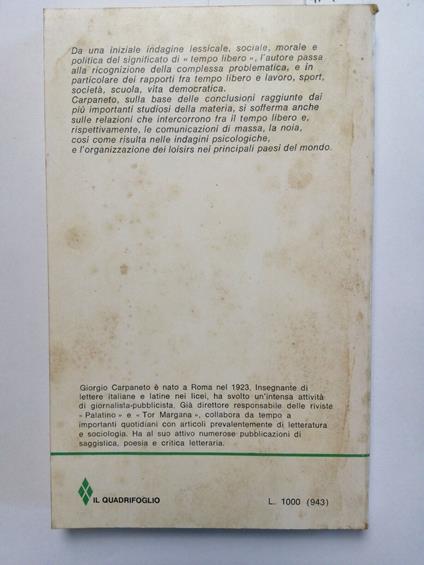 Da una iniziale indagine lessicale, sociale, morale e
politica del significato di « tempo libero », l'autore passa
alla ricognizione della complessa problematica, e in
particolare dei rapporti fra tempo libero e lavoro, sport,
società, scuola, vita democratica.
Carpaneto, sulla base delle conclusioni raggiunte dai
più importanti studiosi della materia, si sofferma anche
sulle relazioni che intercorrono fra il tempo libero e,
rispettivamente, le comunicazioni di massa, la noia,
così come risulta nelle indagini psicologiche,
e l'organizzazione dei loisirs nei principali paesi del mondo.
Giorgio Carpaneto è nato a Roma nel 1923, Insegnante di
lettere italiane e latine nei licei, ha svolto un'intensa attività
di giornalista-pubblicista, Già direttore responsabile delle riviste
« Palatino » e « Tor Margana », collabora da tempo a
importanti quotidiani con articoli prevalentemente di letteratura
e sociologia. Ha al suo attivo numerose pubblicazioni di
saggistica, poesia e critica letteraria.
IL QUADRIFOGLIO
L. 1000 (943)